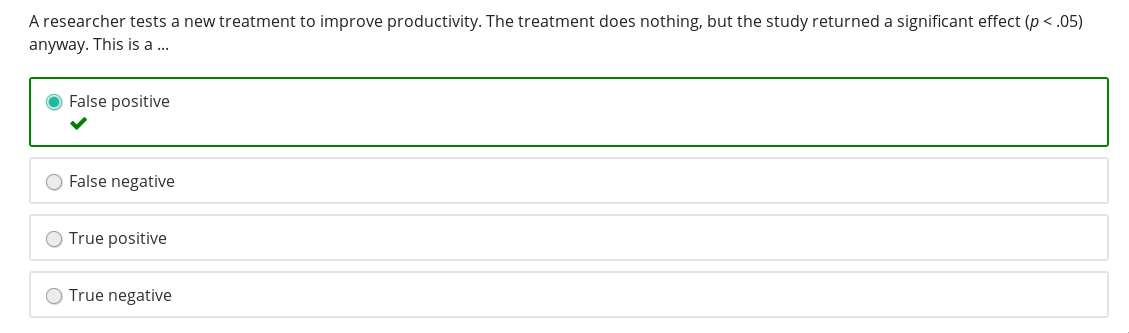 A researcher tests a new treatment to improve productivity. The treatment does nothing, but the study returned a significant effect (p < .05)
anyway. This is a ...
False positive
False negative
True positive
True negative